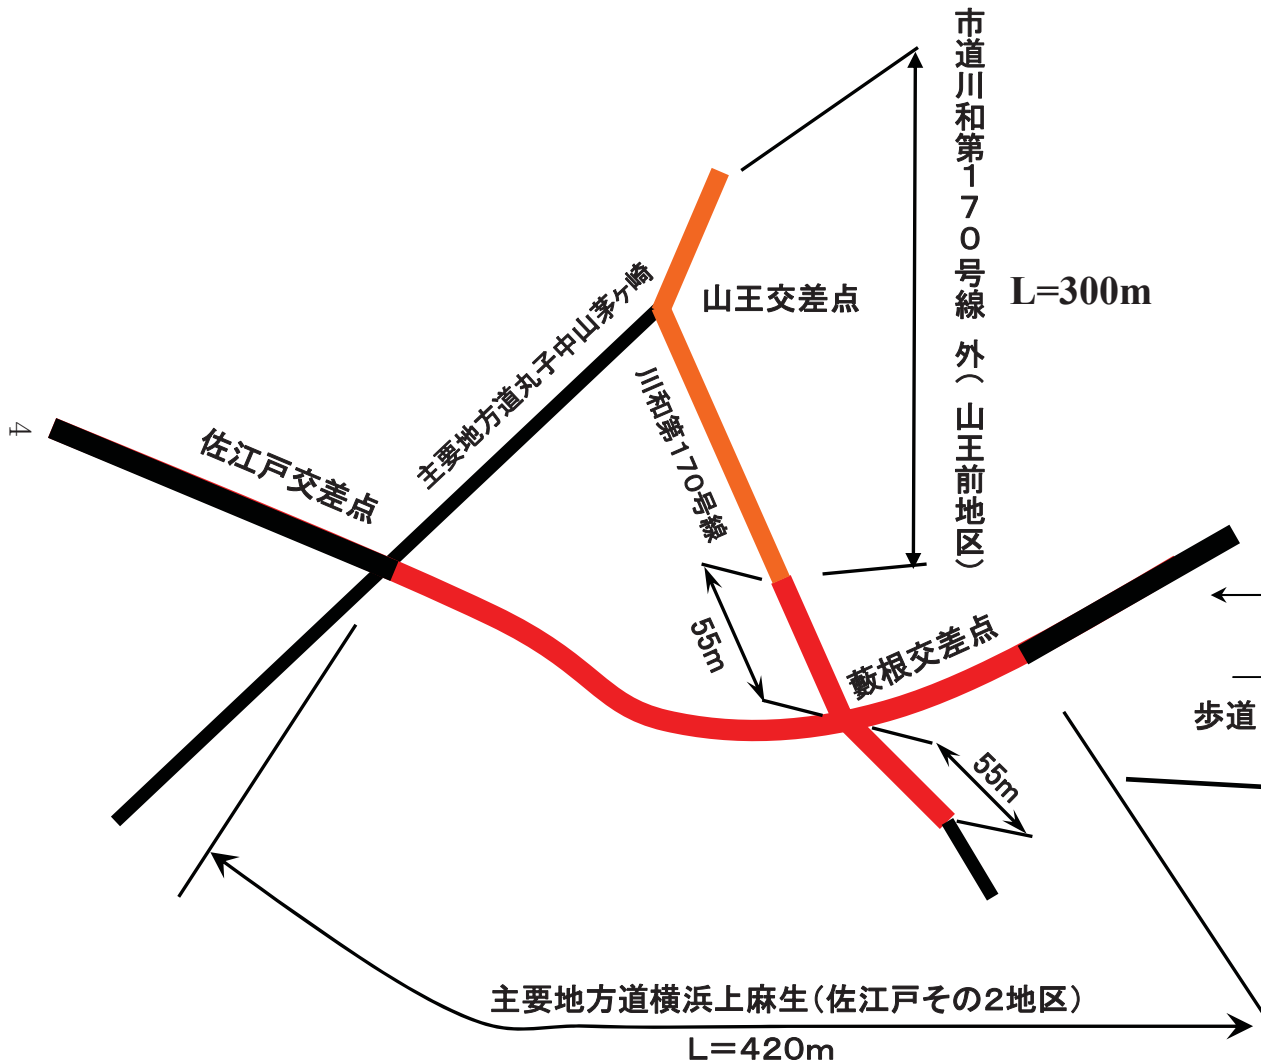 市道川和第170号線 外(山王前地区)
L=300m
山王交差点
主要地方道丸子中山茅ヶ崎
川和第170号線
佐江戸交差点
4
55m
藪根交差点
歩道
55m
主要地方道横浜上麻生(佐江戸その2地区)
L=420m